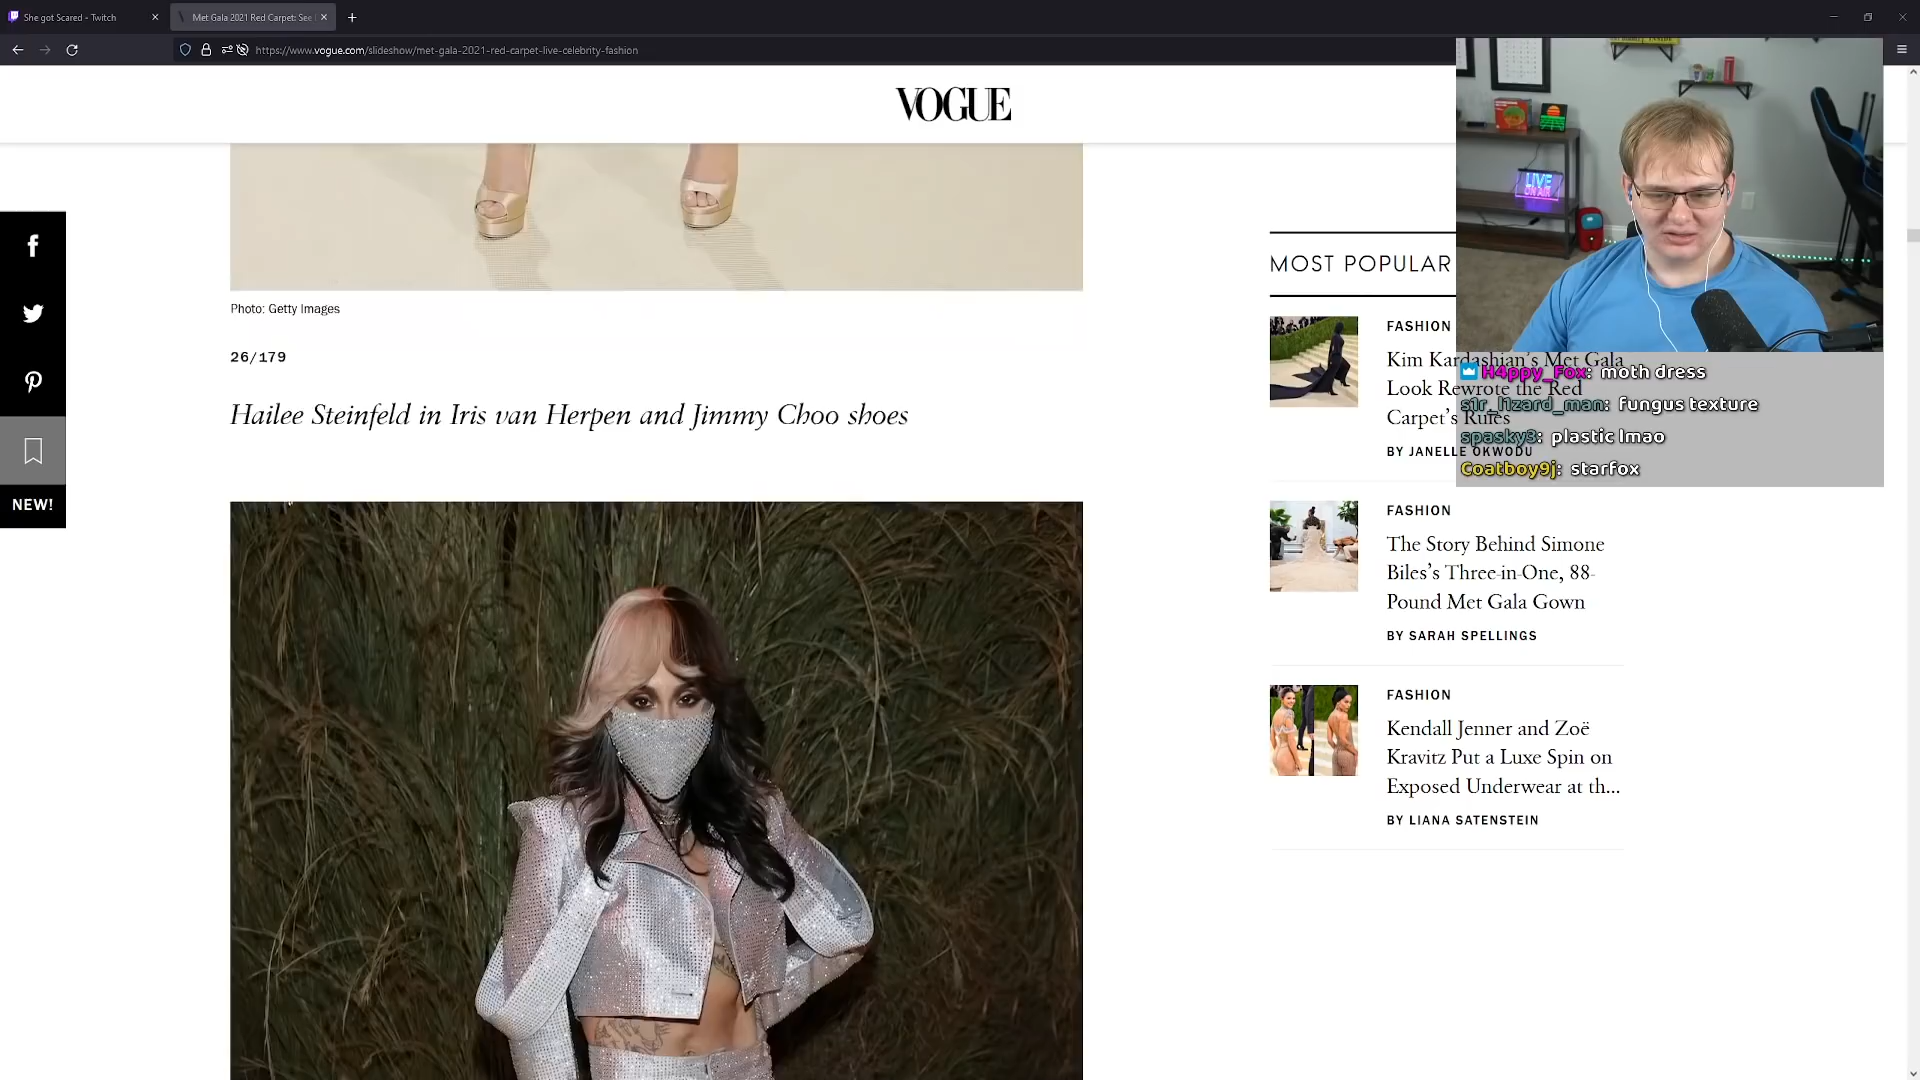 She got Scared - Twitch
Met Gala 2021 Red Carpet: See
https://www.vogue.com/slideshow/met-gala-2021-red-carpet-live-celebrity-fashion
VOGUE
NEW!
Photo: Getty Images
26/179
Hailee Steinfeld in Iris van Herpen and Jimmy Choo shoes
MOST POPULAR
FASHION
Kim Kardashian's Met Gala
Look Rewrote the Red
Carpet's Rules
BY JANELLE OKWODU
FASHION
The Story Behind Simone
Biles's Three-in-One, 88-
Pound Met Gala Gown
BY SARAH SPELLINGS
FASHION
Kendall Jenner and Zoë
Kravitz Put a Luxe Spin on
Exposed Underwear at th...
BY LIANA SATENSTEIN
LIVE
ON AIR
H4ppy_Fox: moth dress
s1r_l1zard_man: fungus texture
spasky3: plastic lmao
Coatboy9j: starfox